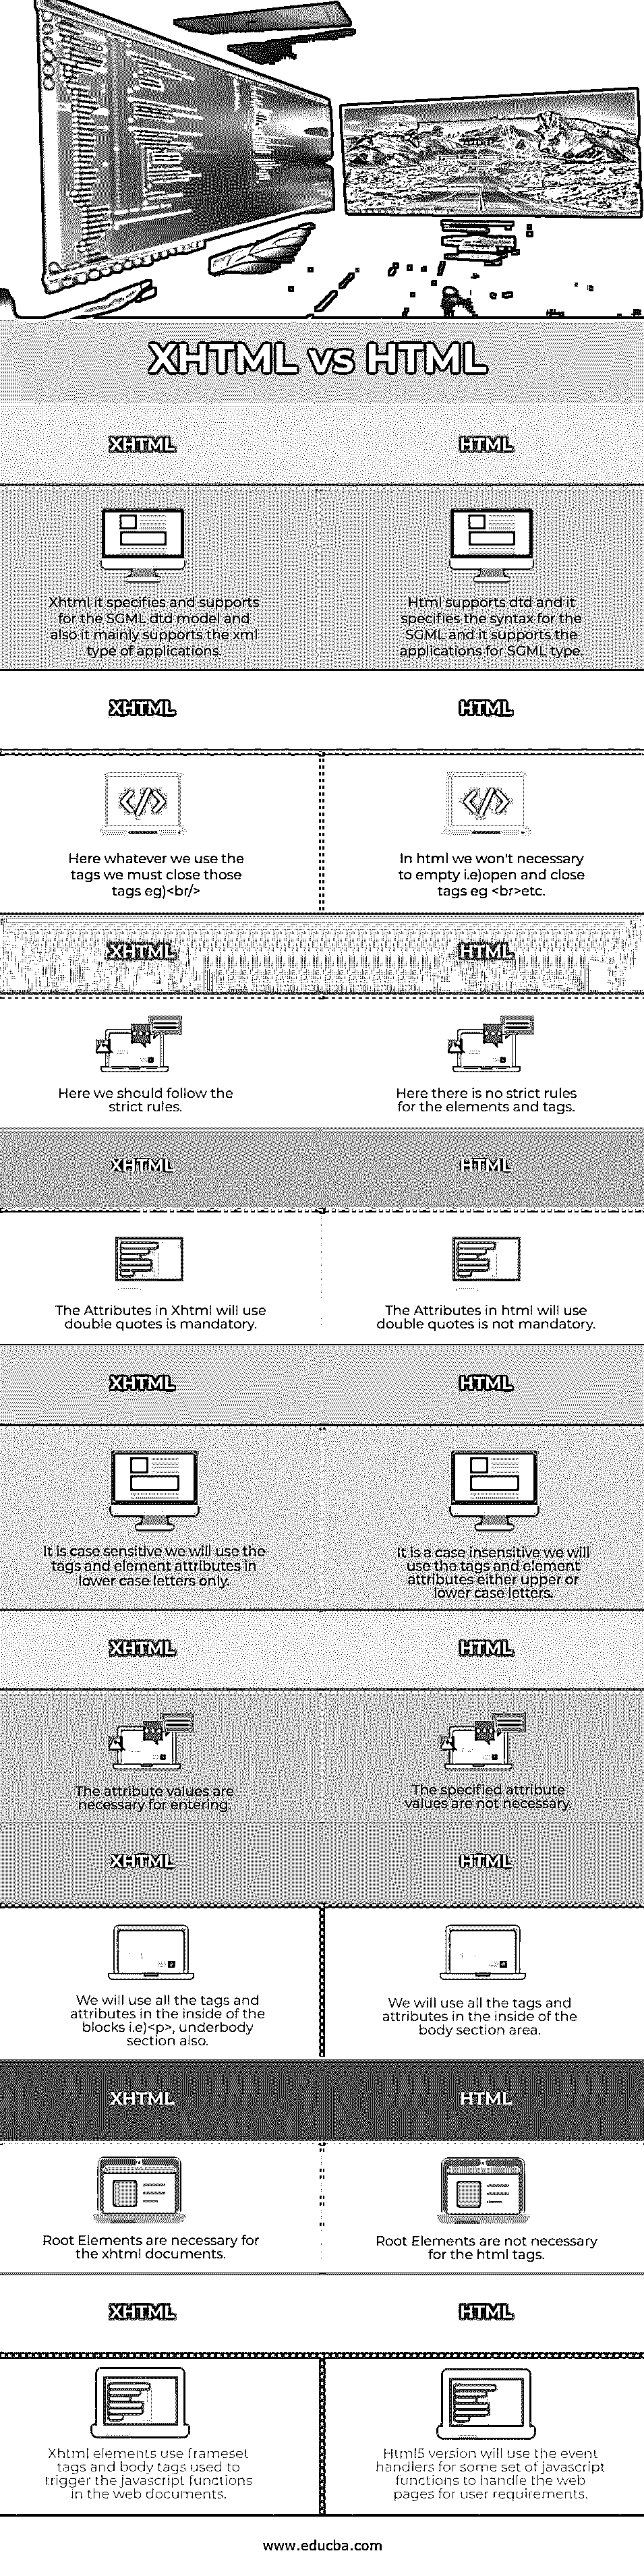 XHTML vs HTML
XHTML
HTML
Xhtml it specifies and supports
for the SGML dtd model and
also it mainly supports the xml
type of applications.
Html supports dtd and it
specifies the syntax for the
SGML and it supports the
applications for SGML type.
XHTML
HTML
Here whatever we use the
tags we must close those
tags eg)<br/>
In html we won't necessary
to empty i.e)open and close
tags eg <br>etc.
XHTML
HTML
Here we should follow the
strict rules.
Here there is no strict rules
for the elements and tags.
XHTML
HTML
The Attributes in Xhtml will use
double quotes is mandatory.
The Attributes in html will use
double quotes is not mandatory.
XHTML
HTML
It is case sensitive we will use the
tags and element attributes in
lower case letters only.
It is a case insensitive we will
use the tags and element
attributes either upper or
lower case letters.
XHTML
HTML
The attribute values are
necessary for entering.
The specified attribute
values are not necessary.
XHTML
HTML
We will use all the tags and
attributes in the inside of the
blocks i.e)<p>, underbody
section also.
We will use all the tags and
attributes in the inside of the
body section area.
XHTML
HTML
Root Elements are necessary for
the xhtml documents.
Root Elements are not necessary
for the html tags.
XHTML
HTML
Xhtml elements use frameset
tags and body tags used to
trigger the javascript functions
in the web documents.
Html5 version will use the event
handlers for some set of javascript
functions to handle the web
pages for user requirements.
www.educba.com